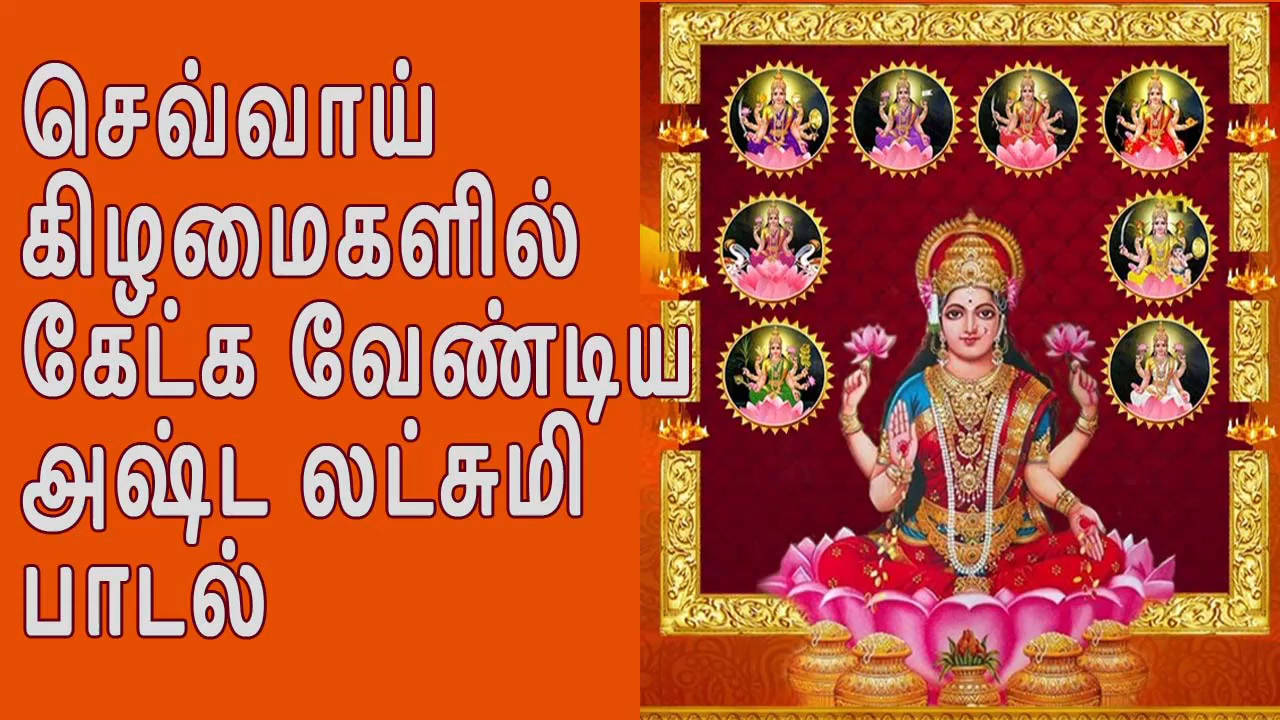 செவ்வாய்
கிழமைகளில்
கேட்க வேண்டிய
அஷ்ட லட்சுமி
பாடல்